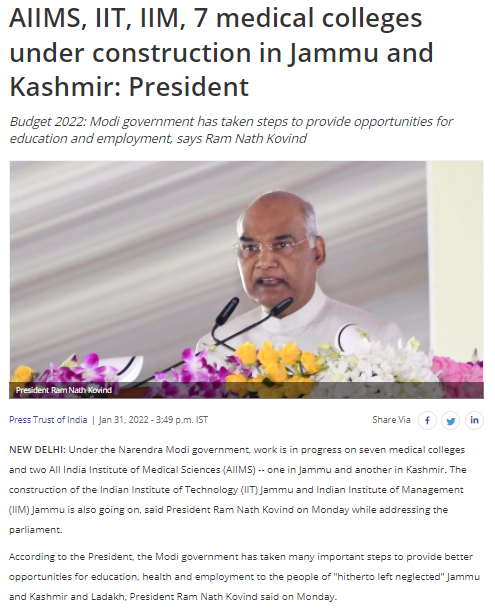 AIIMS, IIT, IIM, 7 medical colleges
under construction in Jammu and
Kashmir: President
Budget 2022: Modi government has taken steps to provide opportunities for
education and employment, says Ram Nath Kovind
President Ram Nath Kovind
Press Trust of India | Jan 31, 2022 - 3:49 p.m. IST
Share Via
NEW DELHI: Under the Narendra Modi government, work is in progress on seven medical colleges
and two All India Institute of Medical Sciences (AIIMS) -- one in Jammu and another in Kashmir. The
construction of the Indian Institute of Technology (IIT) Jammu and Indian Institute of Management
(IIM) Jammu is also going on, said President Ram Nath Kovind on Monday while addressing the
parliament.
According to the President, the Modi government has taken many important steps to provide better
opportunities for education, health and employment to the people of "hitherto left neglected" Jammu
and Kashmir and Ladakh, President Ram Nath Kovind said on Monday.